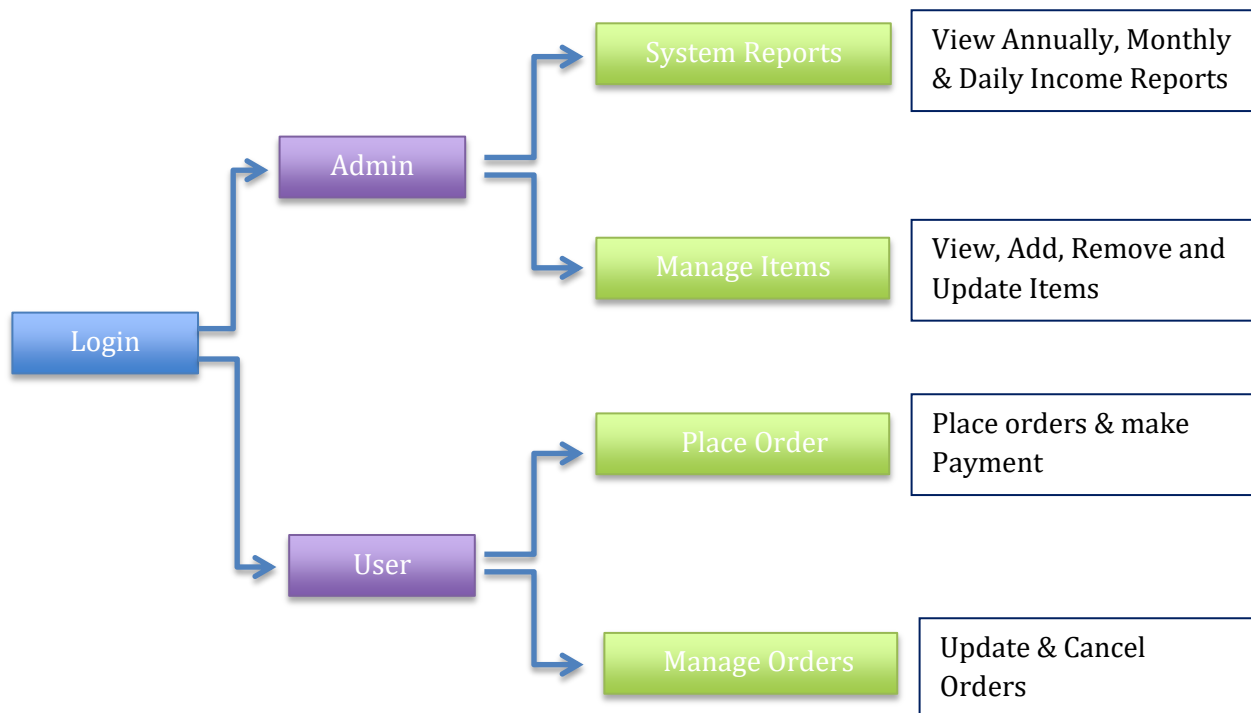 System Reports
View Annually, Monthly
& Daily Income Reports
Admin
Manage Items
View, Add, Remove and
Update Items
Login
Place Order
Place orders & make
Payment
User
Manage Orders
Update & Cancel
Orders